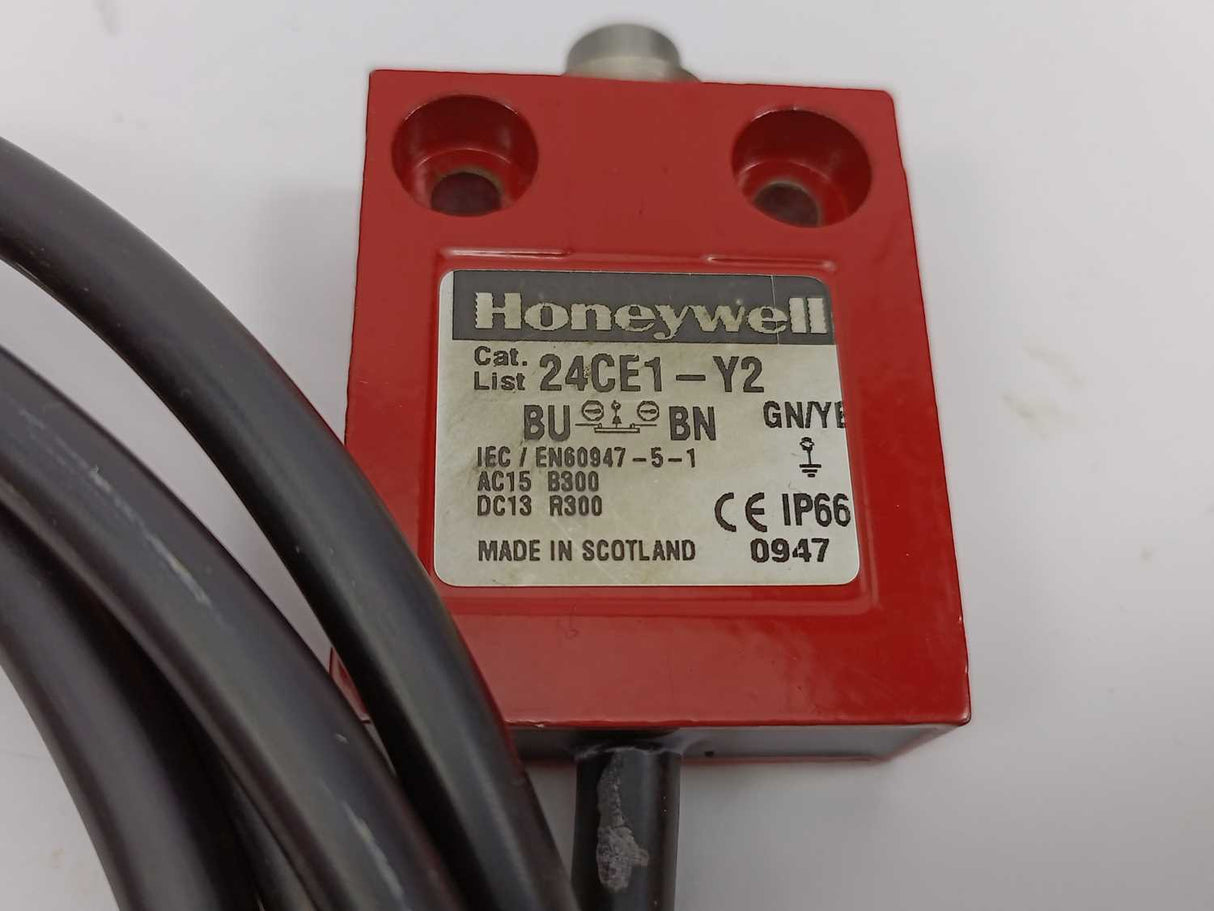 Honeywell
Cat. List 24CE1-Y2
BU BN GN/YE
IEC / EN60947-5-1
AC15 B300
DC13 R300
CE IP66
MADE IN SCOTLAND 0947